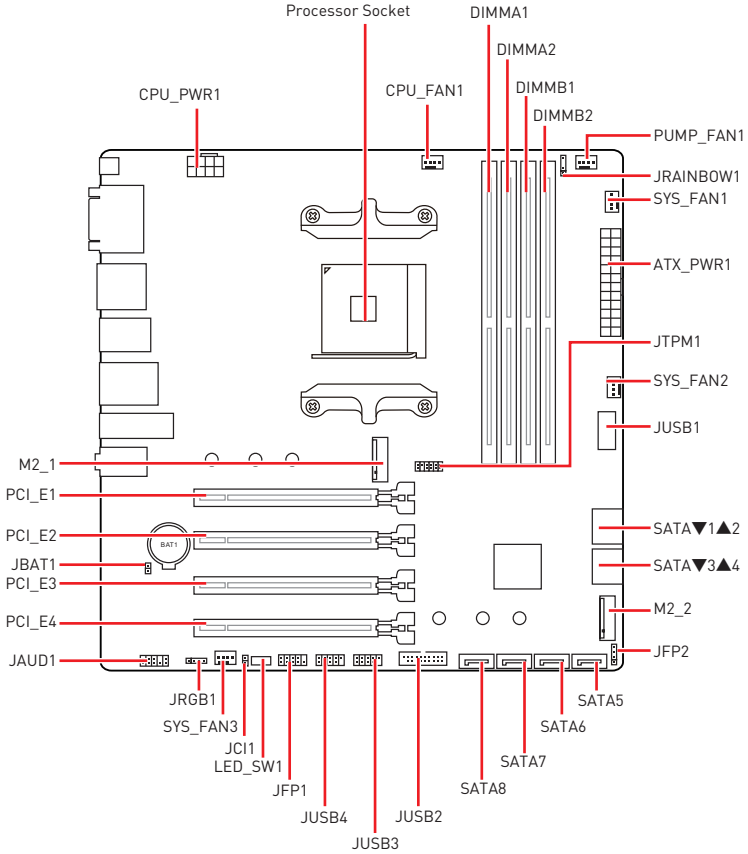 Processor Socket
DIMMA1
DIMMA2
CPU_PWR1
CPU_FAN1
DIMMB1
DIMMB2
PUMP_FAN1
JRAINBOW1
SYS_FAN1
ATX_PWR1
JTPM1
SYS_FAN2
JUSB1
M2_1
PCI_E1
PCI_E2
SATA▼1▲2
BAT1
JBAT1
SATA▼3▲4
PCI_E3
M2_2
PCI_E4
JAUD1
JFP2
JRGB1
SATA5
SYS_FAN3
SATA6
JCI1
LED_SW1
SATA7
JFP1
SATA8
JUSB4
JUSB2
JUSB3